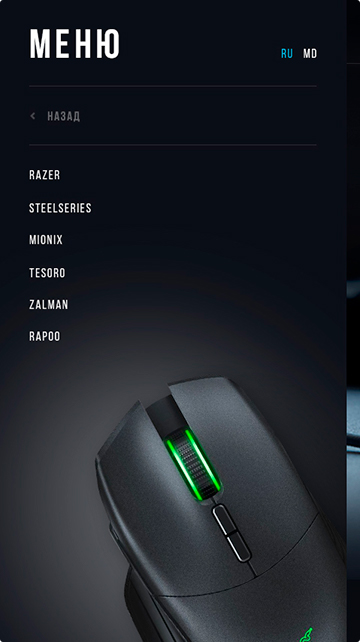 МЕНЮ
RU MD
НАЗАД
RAZER
STEELSERIES
MIONIX
TESORO
ZALMAN
RAPOO